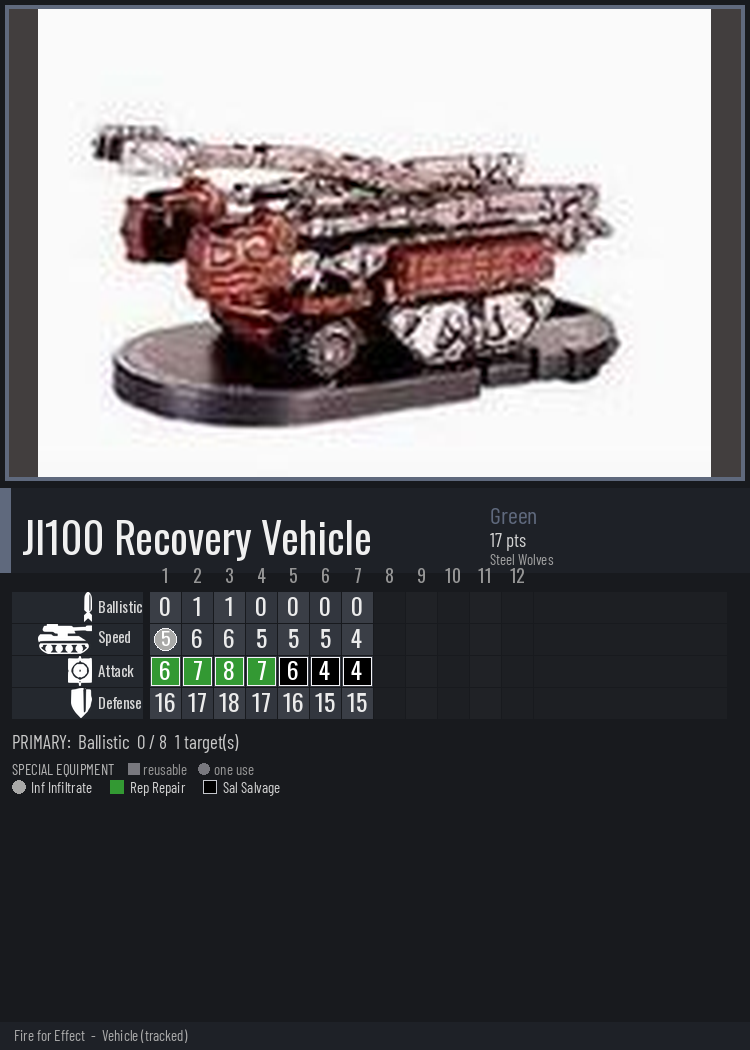 JI100 Recovery Vehicle
Green
17 pts
Steel Wolves
1 2 3 4 5 6 7 8 9 10 11 12
Ballistic 0 1 1 0 0 0 0
Speed 5 6 6 5 5 5 4
Attack 6 7 8 7 6 4 4
Defense 16 17 18 17 16 15 15
PRIMARY: Ballistic 0 / 8 1 target(s)
SPECIAL EQUIPMENT reusable one use
Inf Infiltrate Rep Repair Sal Salvage
Fire for Effect - Vehicle (tracked)